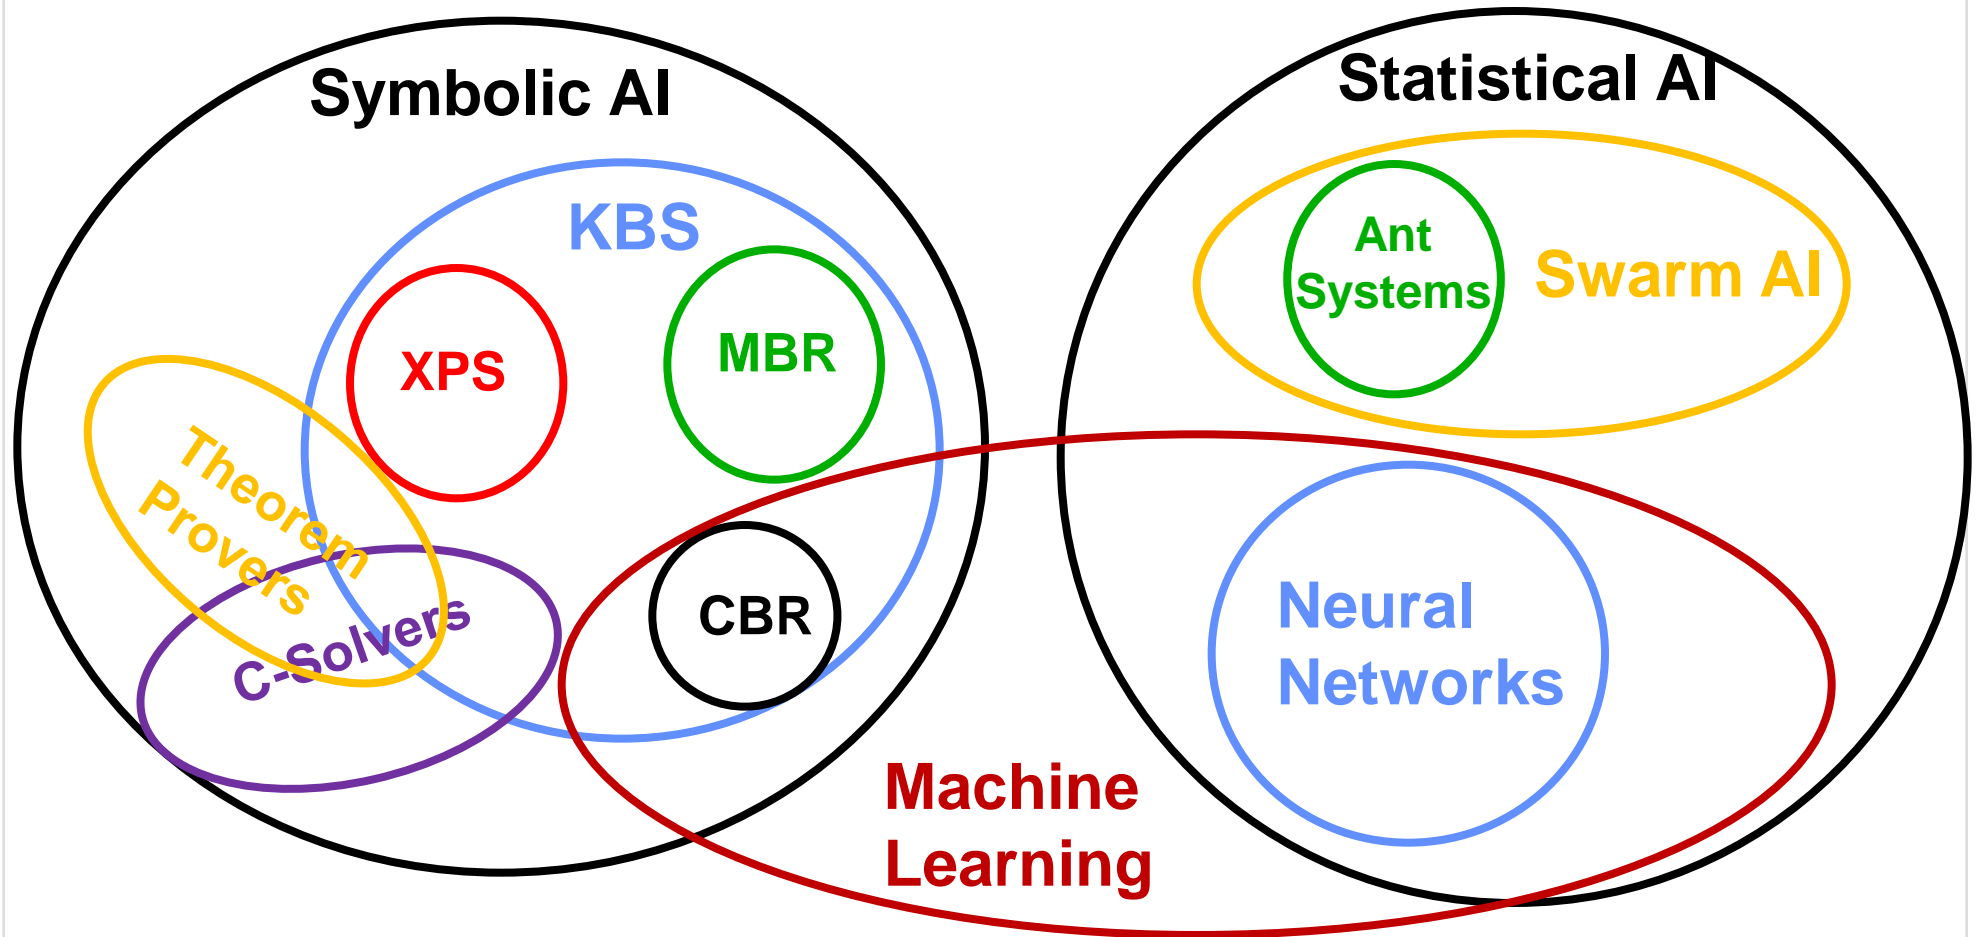 Symbolic AI
Statistical AI
KBS
XPS
MBR
Ant
Systems
Swarm AI
Theorem
Provers
C-Solvers
CBR
Neural
Networks
Machine
Learning